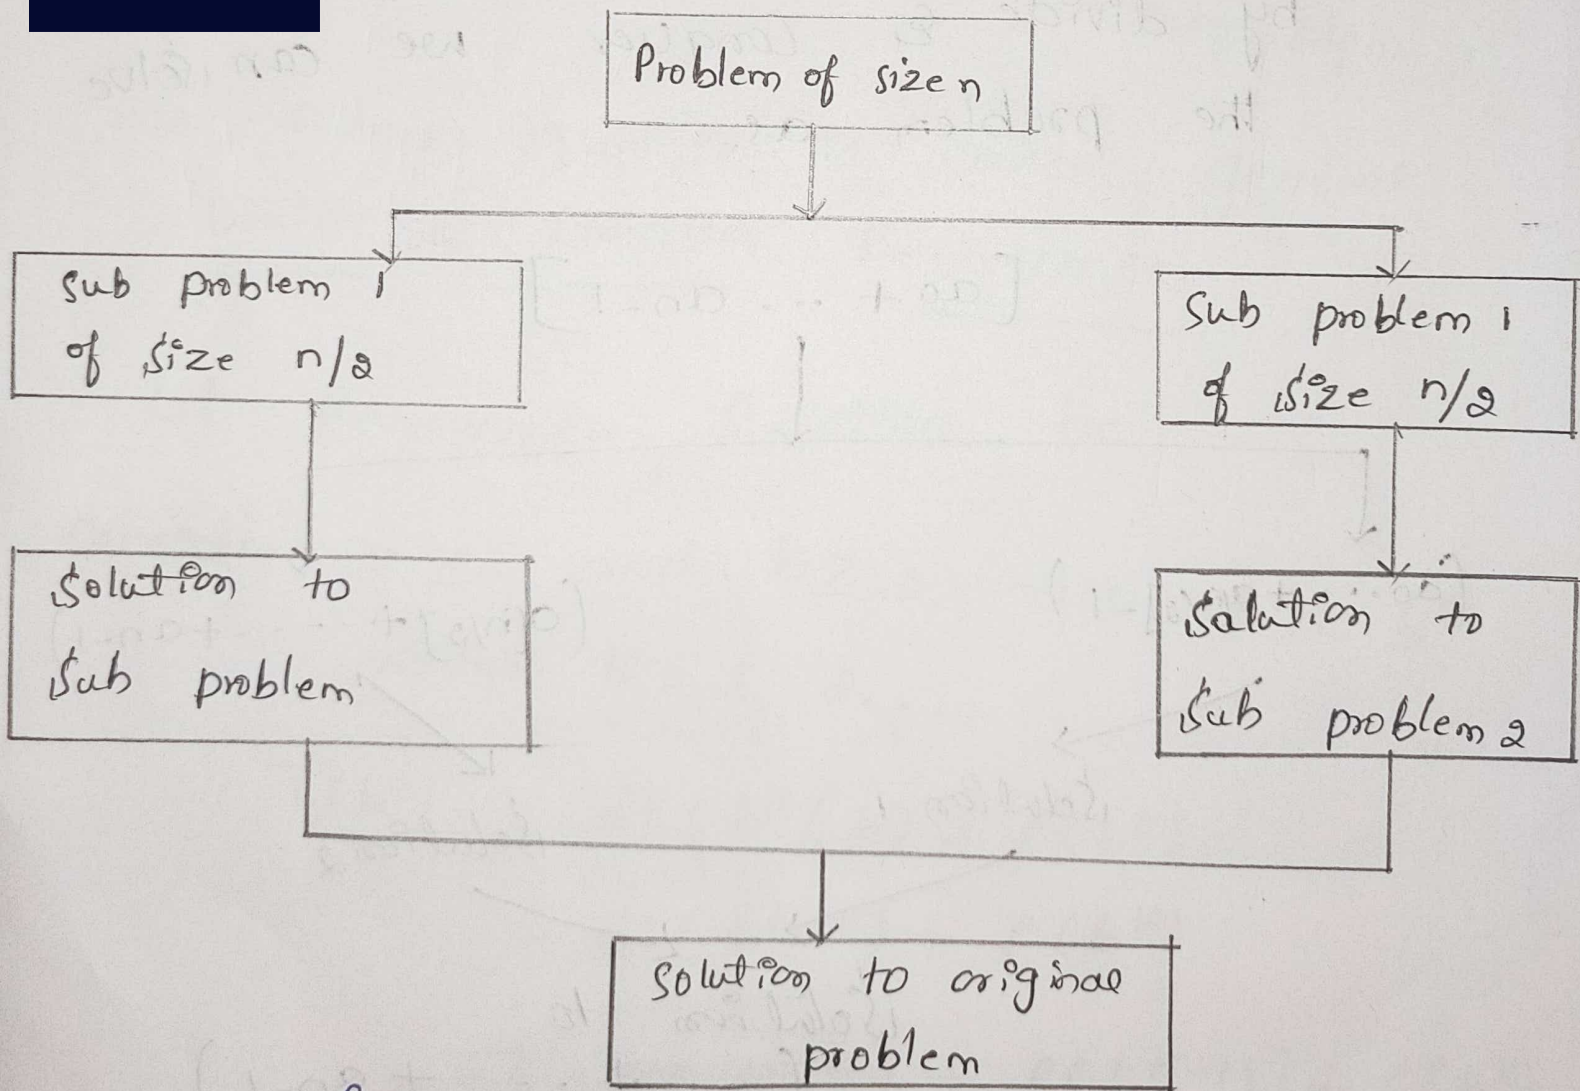 Problem of size n
sub problem 1
of size n/2
Sub problem 1
of size n/2
Solution to
Sub problem
Salution to
Sub problem 2
Solution to original
problem